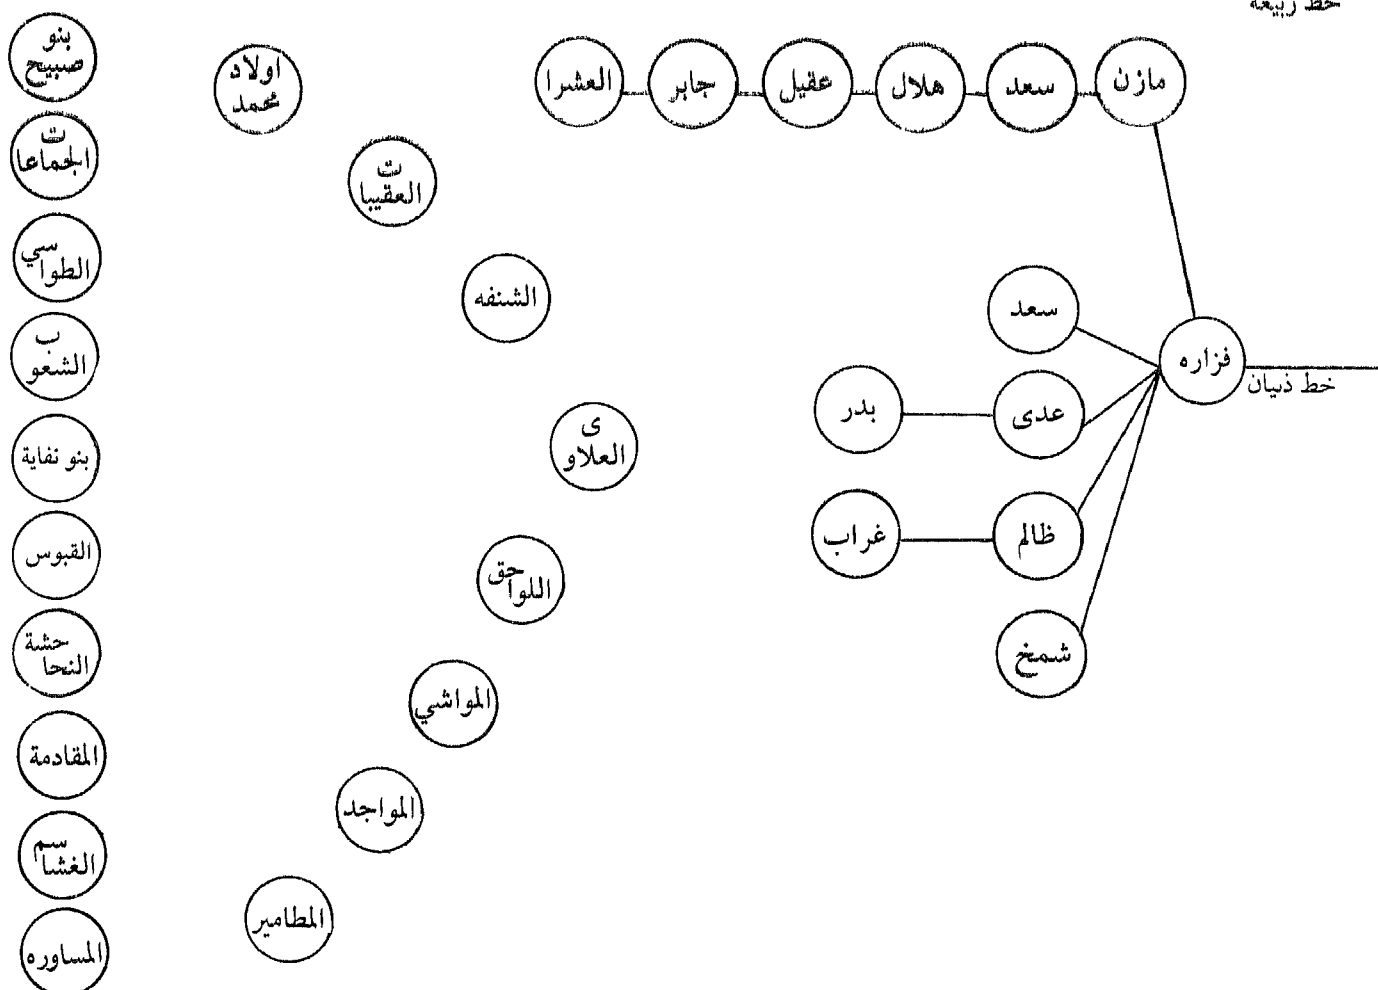 خط ربيعه
مازن
سعد
هلال
عقيل
جابر
العشرا
سعد
فزاره
خط ذبيان
عدى
بدر
ظالم
غراب
شمخ
اولاد
محمد
العقيبات
الشنفه
العلاوى
اللواحق
المواشي
المواجد
المطامير
بنو
صبيح
الجماعات
الطواسي
الشعوب
بنو نفاية
القبوس
النحاحشة
المقادمة
الغشاسم
المساوره